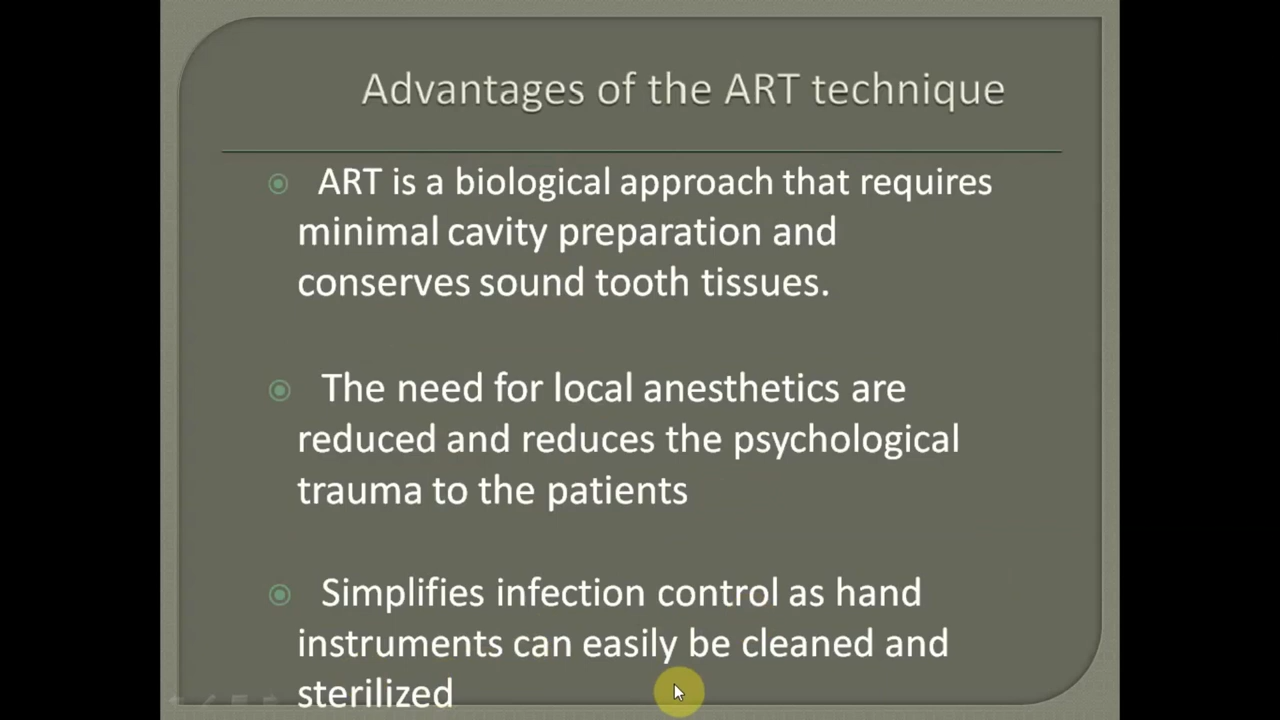 Advantages of the ART technique
ART is a biological approach that requires
minimal cavity preparation and
conserves sound tooth tissues.
The need for local anesthetics are
reduced and reduces the psychological
trauma to the patients
Simplifies infection control as hand
instruments can easily be cleaned and
sterilized